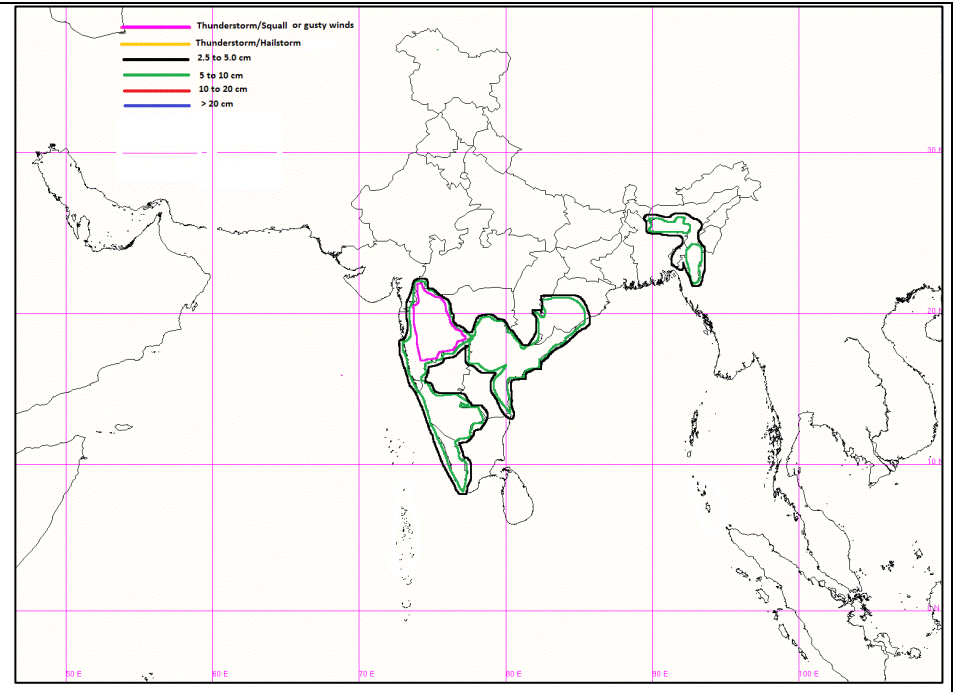 Thunderstorm/Squall or gusty winds
Thunderstorm/Hailstorm
2.5 to 5.0 cm
5 to 10 cm
10 to 20 cm
> 20 cm
30 N
20 N
10 N
50 E
70 E
80 E
90 E
100 E